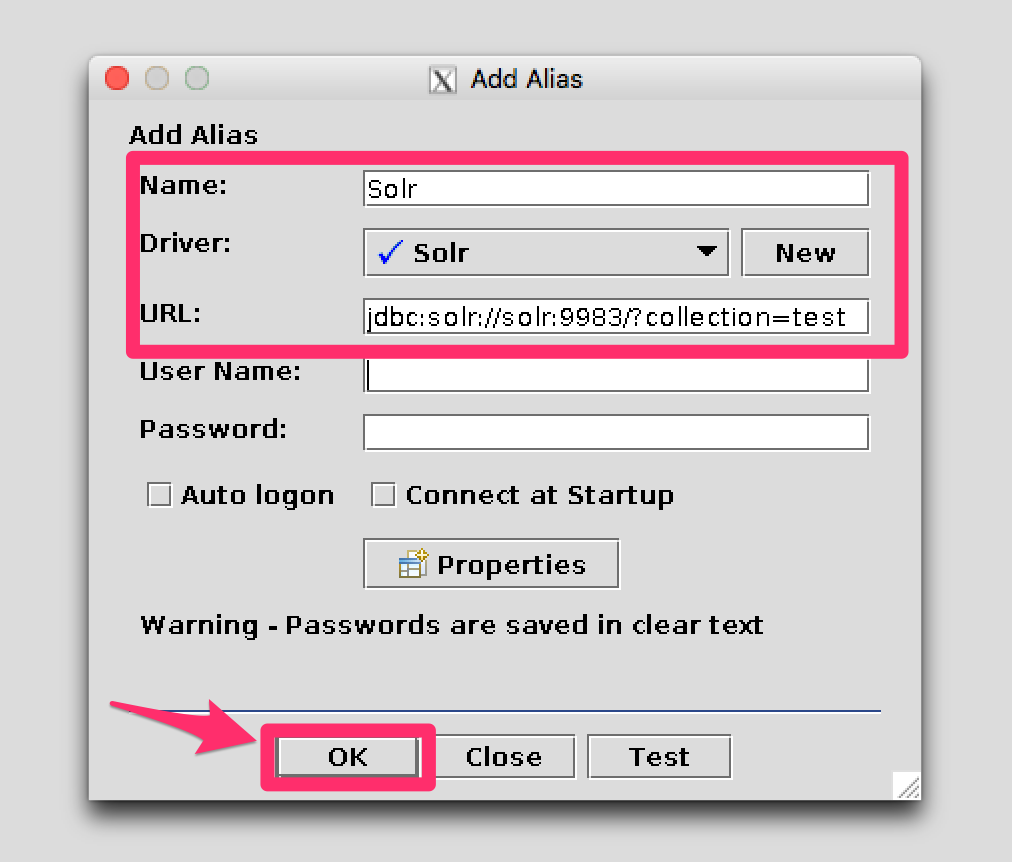 Add Alias
Add Alias
Name: Solr
Driver: Solr New
URL: jdbc:solr://solr:9983/?collection=test
User Name:
Password:
Auto logon Connect at Startup
Properties
Warning - Passwords are saved in clear text
OK Close Test